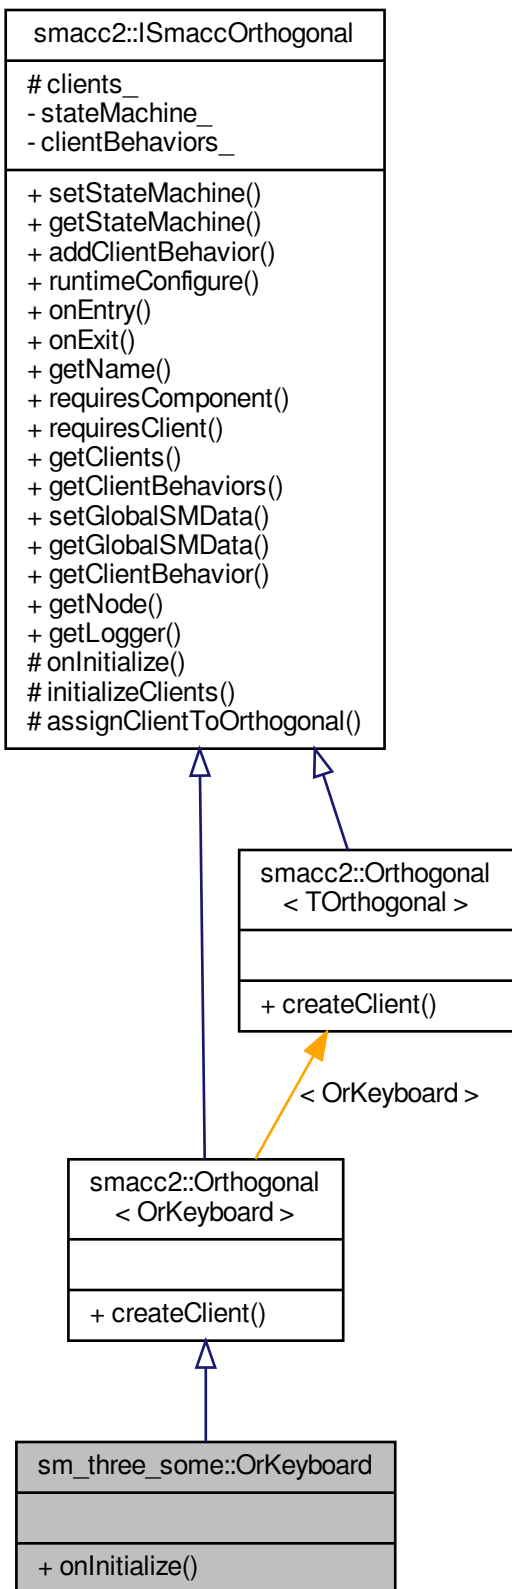 smacc2::ISmaccOrthogonal
# clients_
- stateMachine_
- clientBehaviors_
+ setStateMachine()
+ getStateMachine()
+ addClientBehavior()
+ runtimeConfigure()
+ onEntry()
+ onExit()
+ getName()
+ requiresComponent()
+ requiresClient()
+ getClients()
+ getClientBehaviors()
+ setGlobalSMData()
+ getGlobalSMData()
+ getClientBehavior()
+ getNode()
+ getLogger()
# onInitialize()
# initializeClients()
# assignClientToOrthogonal()
smacc2::Orthogonal
< TOrthogonal >
+ createClient()
< OrKeyboard >
smacc2::Orthogonal
< OrKeyboard >
+ createClient()
sm_three_some::OrKeyboard
+ onInitialize()